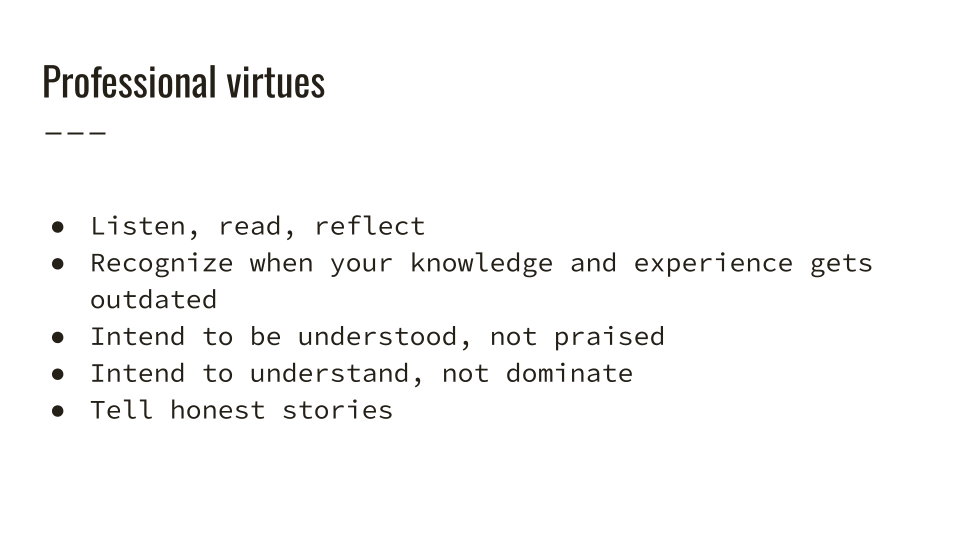 Professional virtues
● Listen, read, reflect
● Recognize when your knowledge and experience gets
outdated
● Intend to be understood, not praised
● Intend to understand, not dominate
● Tell honest stories